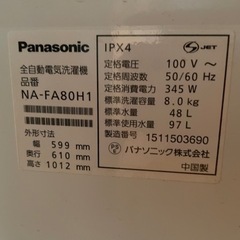 Panasonic
全自動電気洗濯機
品番
NA-FA80H1
外形寸法
幅 599 mm
奥行 610 mm
高さ 1012 mm
IPX4
S JET
定格電圧 100 V～
定格周波数 50/60 Hz
定格消費電力 345 W
標準洗濯容量 8.0 kg
標準水量 48 L
標準使用水量 97 L
製造番号 1511503690
PS E
パナソニック株式会社
中国製